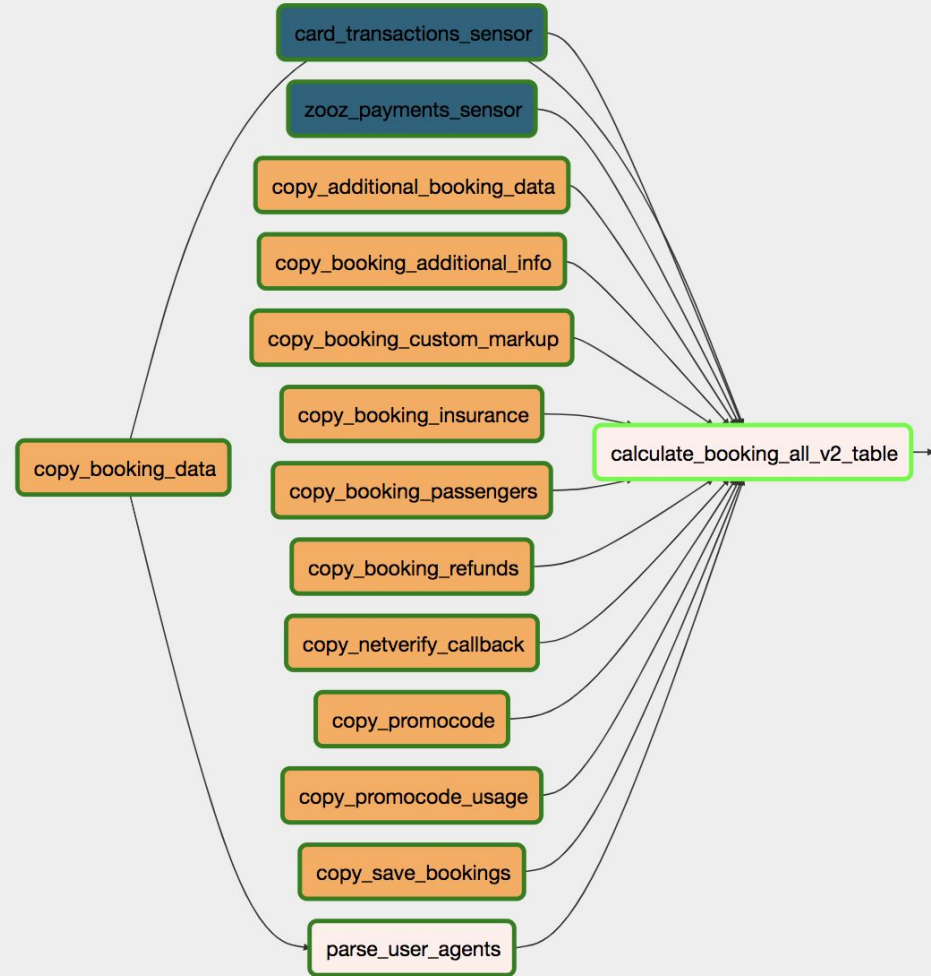 card_transactions_sensor
zooz_payments_sensor
copy_additional_booking_data
copy_booking_additional_info
copy_booking_custom_markup
copy_booking_insurance
calculate_booking_all_v2_table
copy_booking_data
copy_booking_passengers
copy_booking_refunds
copy_netverify_callback
copy_promocode
copy_promocode_usage
copy_save_bookings
parse_user_agents